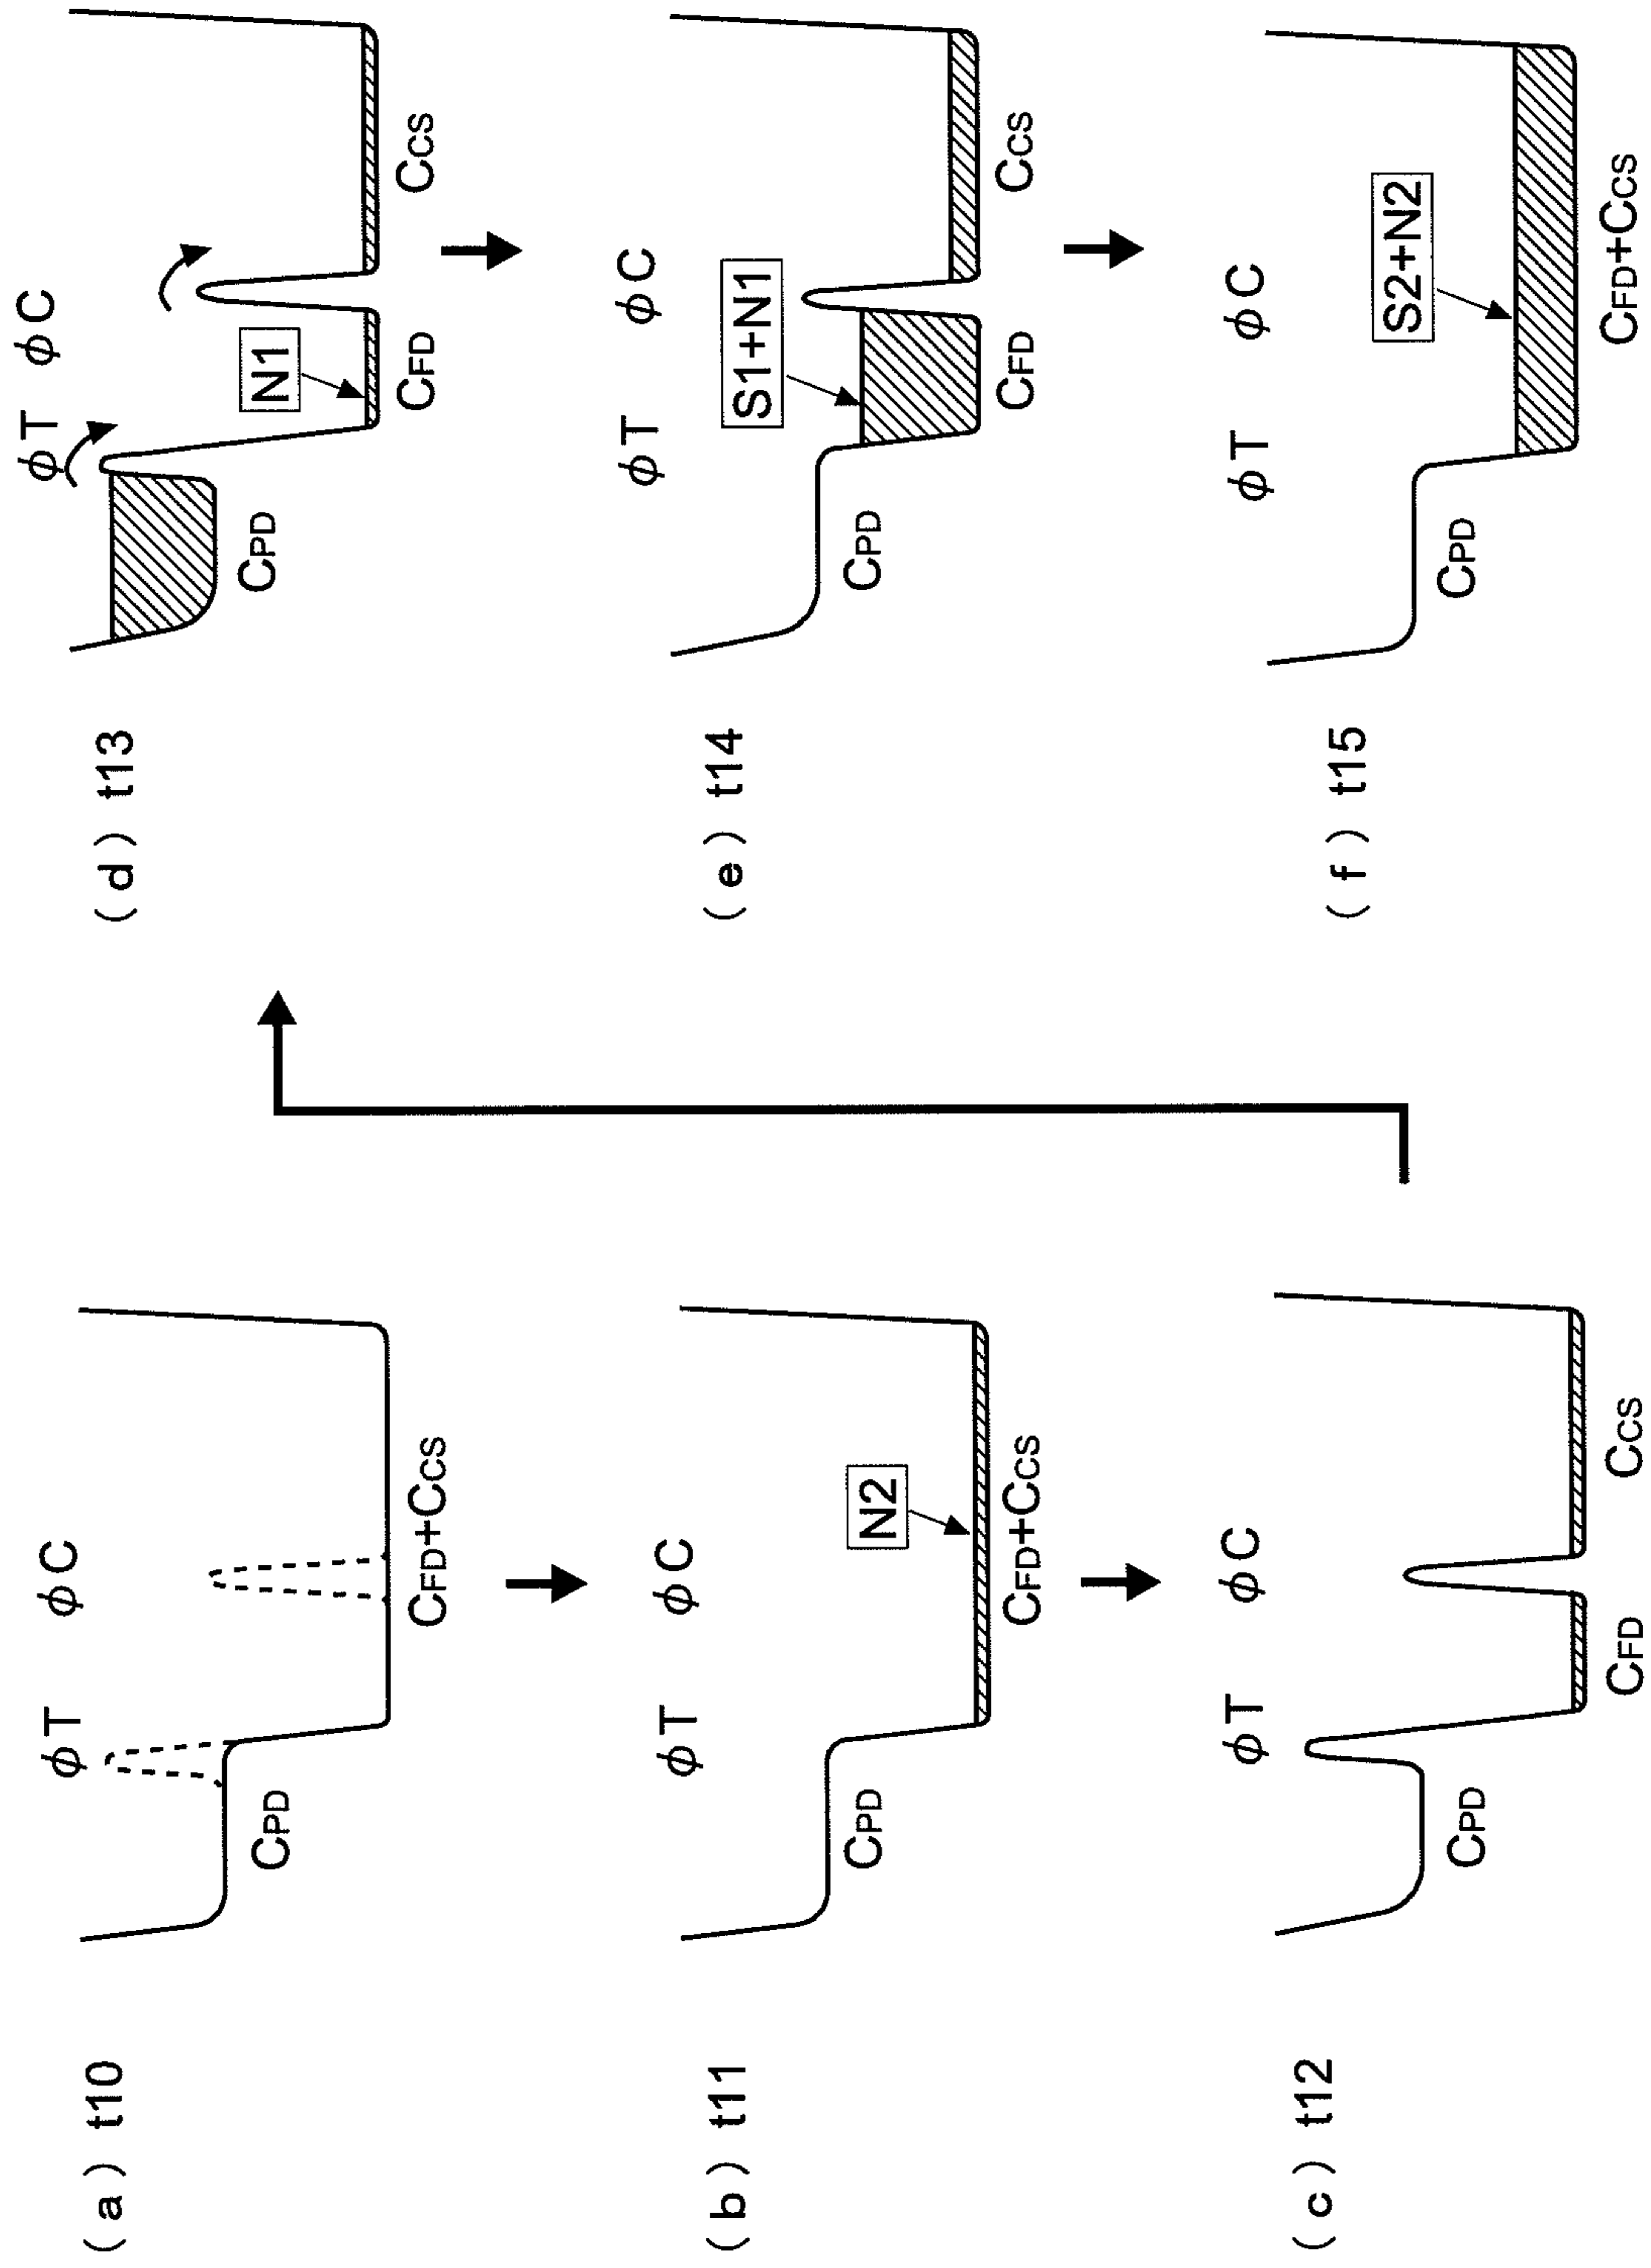 ( a ) t10
φT φC
CPD
CFD+CCS
( b ) t11
φT φC
N2
CPD
CFD+CCS
( c ) t12
φT φC
CPD
CFD CCS
( d ) t13
φT φC
N1
CPD
CFD CCS
( e ) t14
φT φC
S1+N1
CPD
CFD CCS
( f ) t15
φT φC
S2+N2
CPD
CFD+CCS